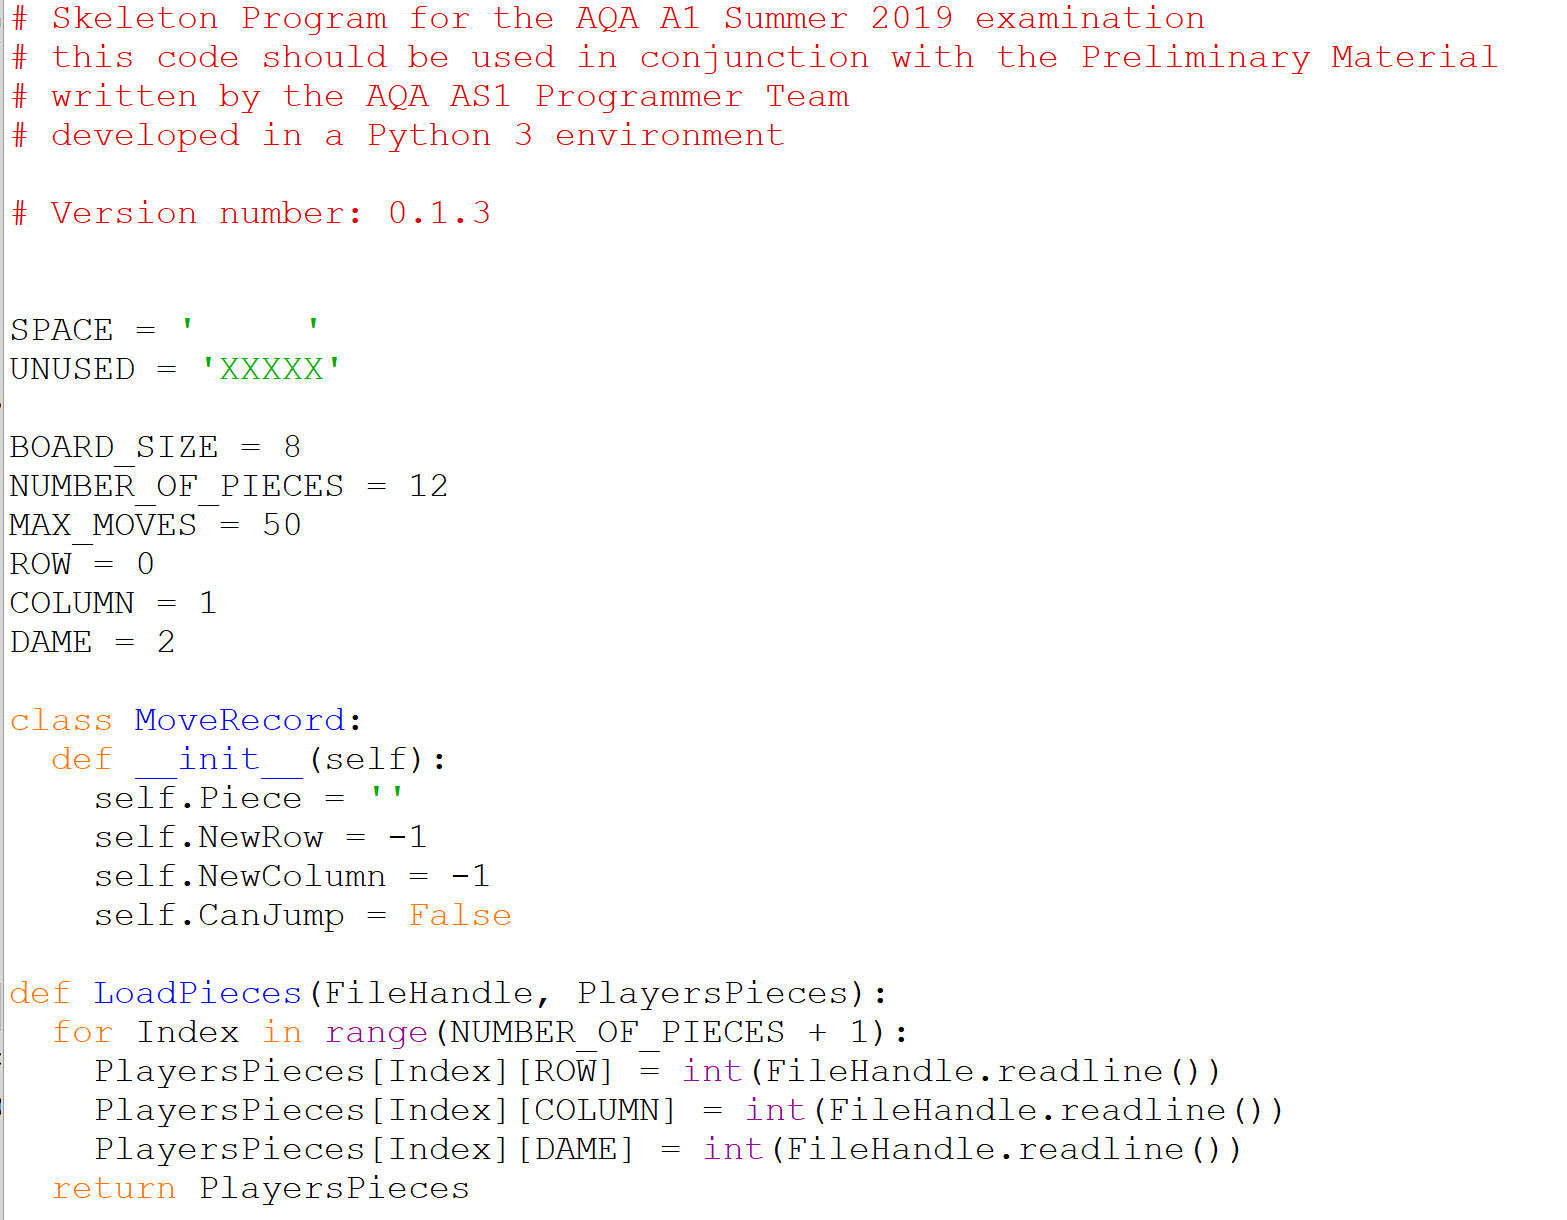 # Skeleton Program for the AQA A1 Summer 2019 examination
# this code should be used in conjunction with the Preliminary Material
# written by the AQA AS1 Programmer Team
# developed in a Python 3 environment

# Version number: 0.1.3


SPACE = '     '
UNUSED = 'XXXXX'

BOARD_SIZE = 8
NUMBER_OF_PIECES = 12
MAX_MOVES = 50
ROW = 0
COLUMN = 1
DAME = 2

class MoveRecord:
  def __init__(self):
    self.Piece = ''
    self.NewRow = -1
    self.NewColumn = -1
    self.CanJump = False

def LoadPieces(FileHandle, PlayersPieces):
  for Index in range(NUMBER_OF_PIECES + 1):
    PlayersPieces[Index][ROW] = int(FileHandle.readline())
    PlayersPieces[Index][COLUMN] = int(FileHandle.readline())
    PlayersPieces[Index][DAME] = int(FileHandle.readline())
  return PlayersPieces